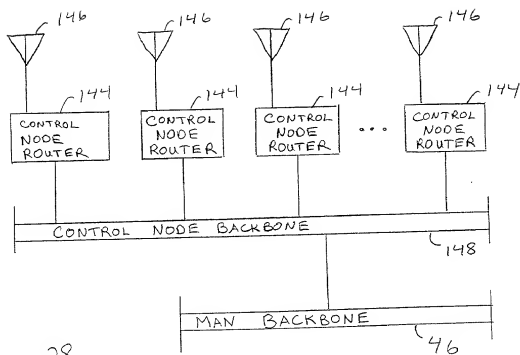 146 146 146 146
144 144 144 144
CONTROL NODE ROUTER
CONTROL NODE ROUTER
CONTROL NODE ROUTER
...
CONTROL NODE ROUTER
CONTROL NODE BACKBONE
148
MAN BACKBONE
46